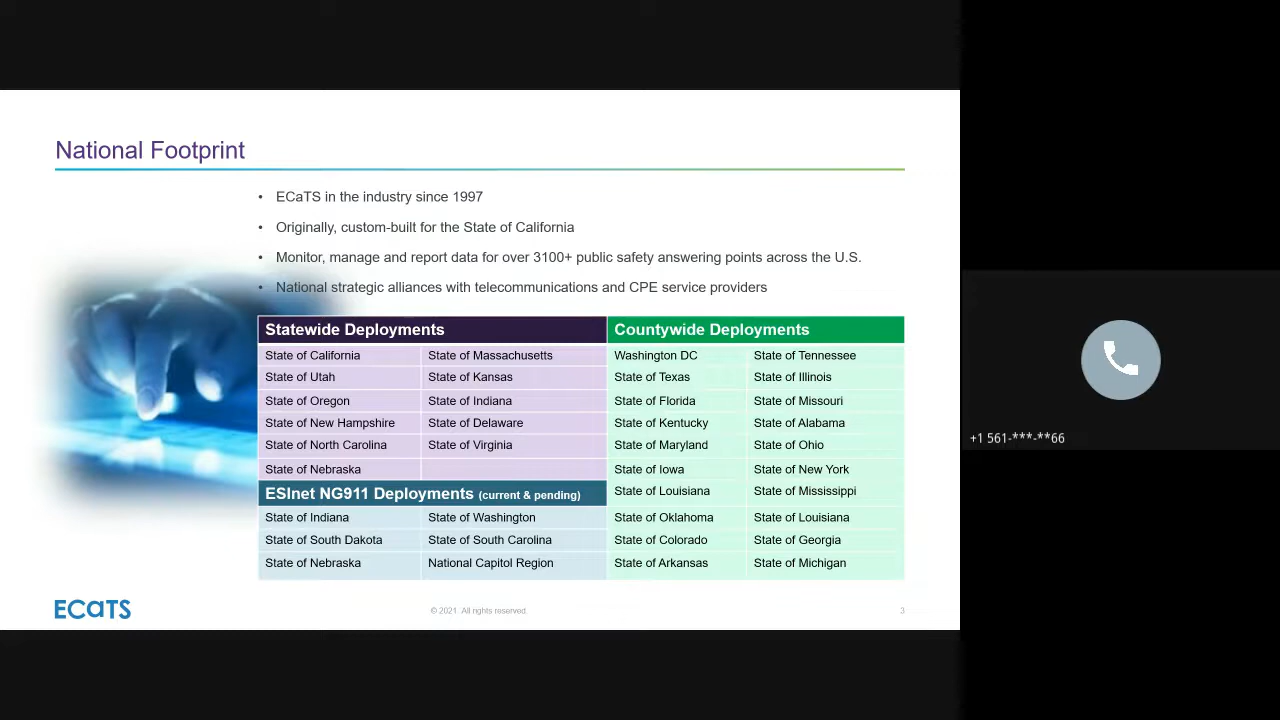 National Footprint
• ECaTS in the industry since 1997
• Originally, custom-built for the State of California
• Monitor, manage and report data for over 3100+ public safety answering points across the U.S.
• National strategic alliances with telecommunications and CPE service providers
Statewide Deployments
State of California State of Massachusetts
State of Utah State of Kansas
State of Oregon State of Indiana
State of New Hampshire State of Delaware
State of North Carolina State of Virginia
State of Nebraska
ESInet NG911 Deployments (current & pending)
State of Indiana State of Washington
State of South Dakota State of South Carolina
State of Nebraska National Capitol Region
Countywide Deployments
Washington DC State of Tennessee
State of Texas State of Illinois
State of Florida State of Missouri
State of Kentucky State of Alabama
State of Maryland State of Ohio
State of Iowa State of New York
State of Louisiana State of Mississippi
State of Oklahoma State of Louisiana
State of Colorado State of Georgia
State of Arkansas State of Michigan
ECaTS
© 2021 All rights reserved
3
+1 561-***-**66